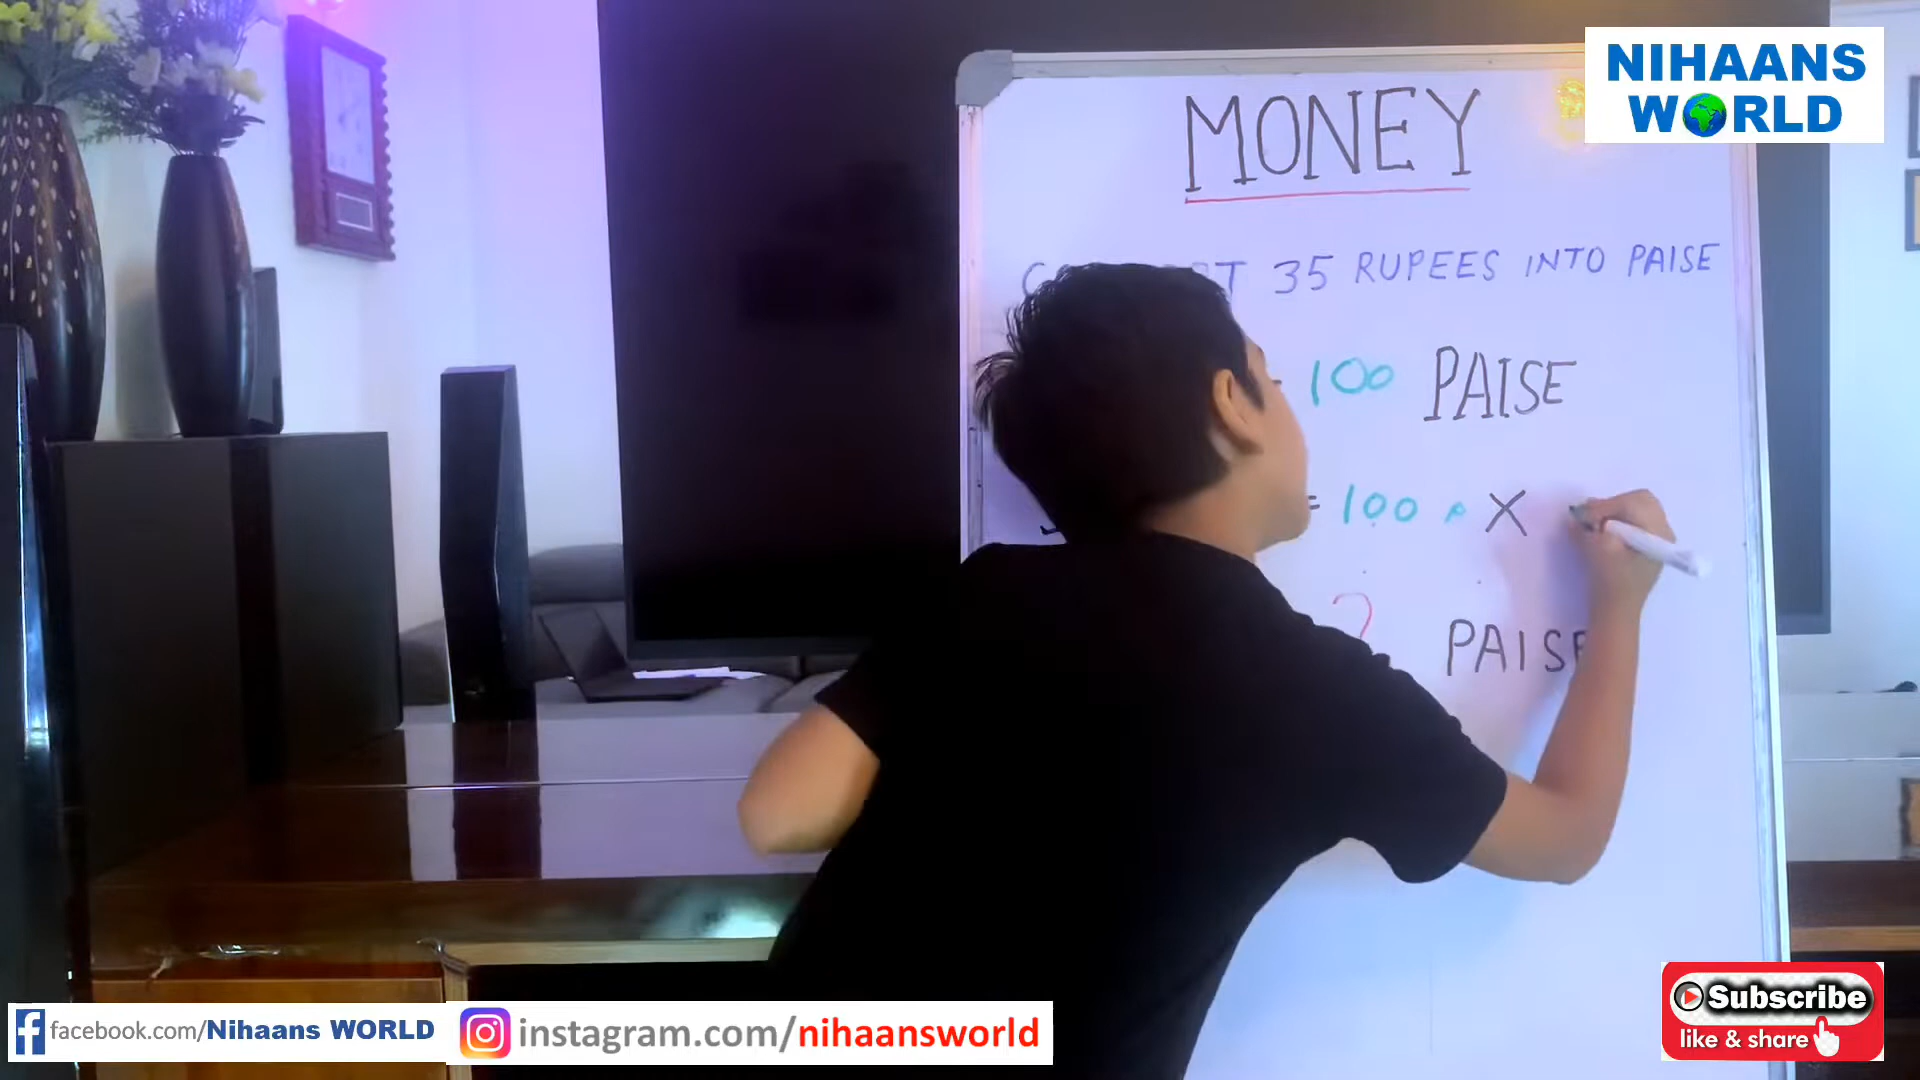 NIHAANS
WORLD
MONEY
35 RUPEES INTO PAISE
100 PAISE
= 100 X
? PAISE
facebook.com/Nihaans WORLD
instagram.com/nihaansworld
Subscribe
like & share